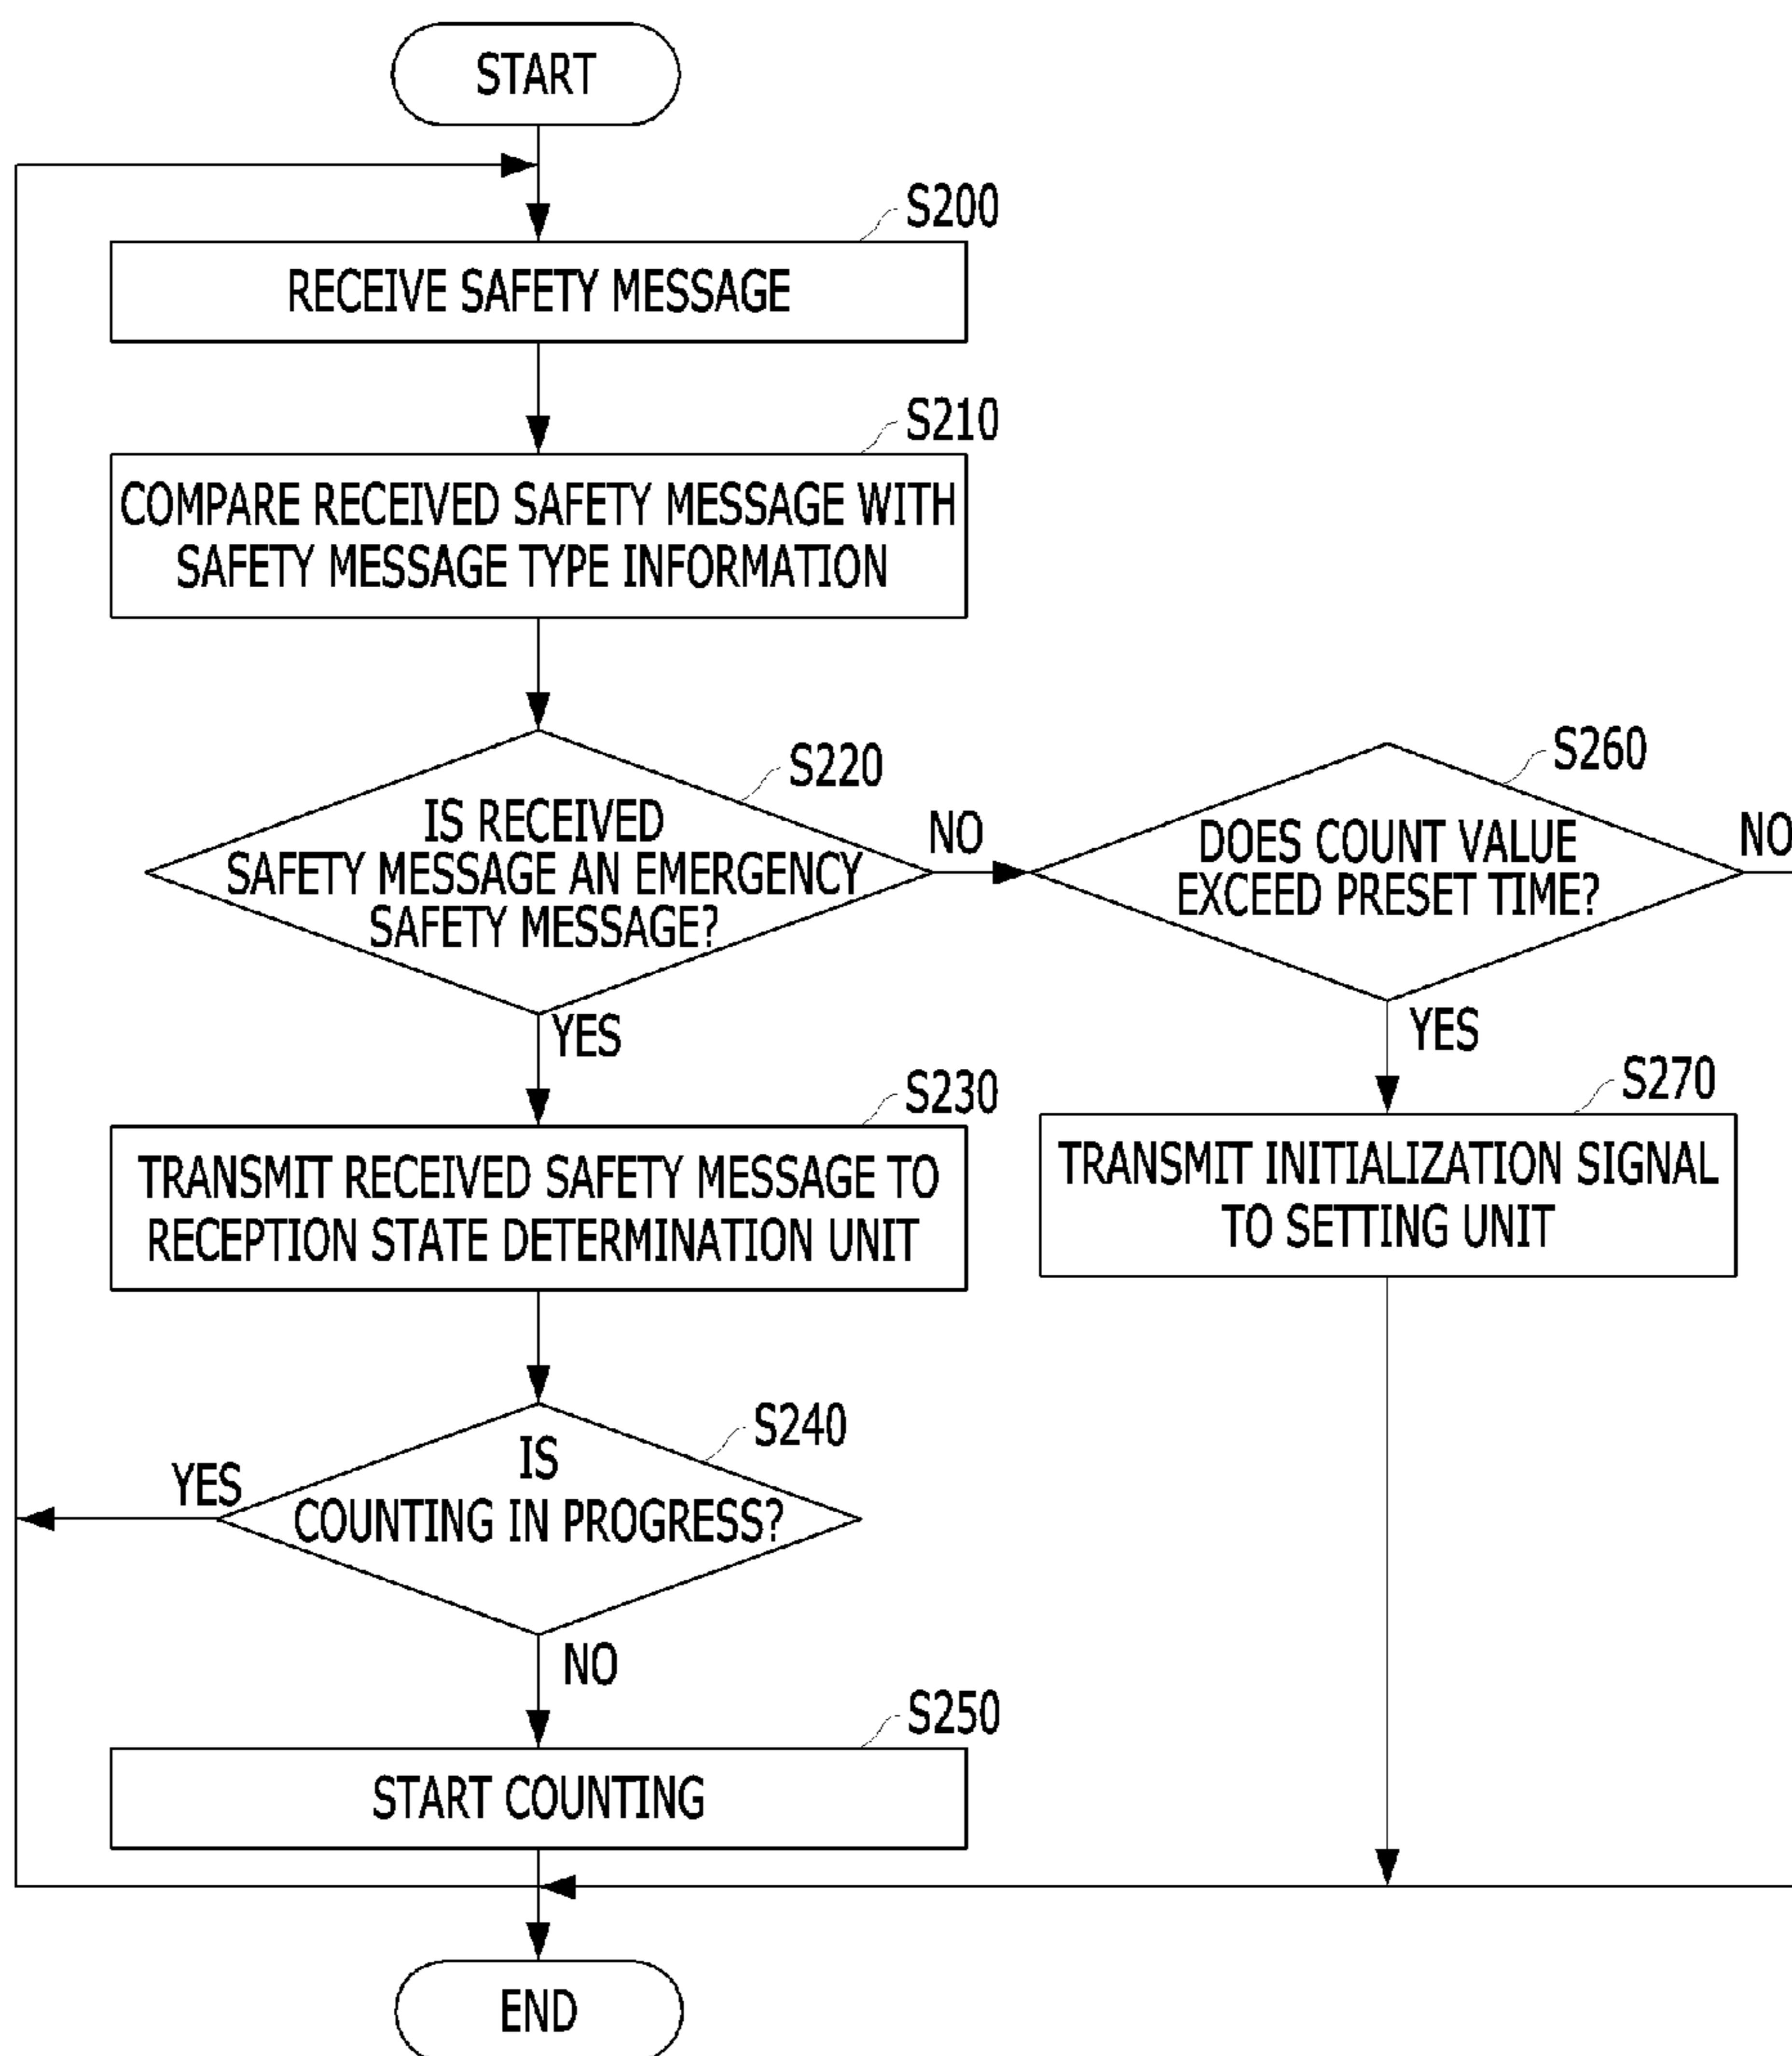 START
S200
RECEIVE SAFETY MESSAGE
S210
COMPARE RECEIVED SAFETY MESSAGE WITH
SAFETY MESSAGE TYPE INFORMATION
S220
IS RECEIVED
SAFETY MESSAGE AN EMERGENCY
SAFETY MESSAGE?
NO
S260
DOES COUNT VALUE
EXCEED PRESET TIME?
NO
YES
YES
S230
TRANSMIT RECEIVED SAFETY MESSAGE TO
RECEPTION STATE DETERMINATION UNIT
S270
TRANSMIT INITIALIZATION SIGNAL
TO SETTING UNIT
S240
IS
COUNTING IN PROGRESS?
YES
NO
S250
START COUNTING
END